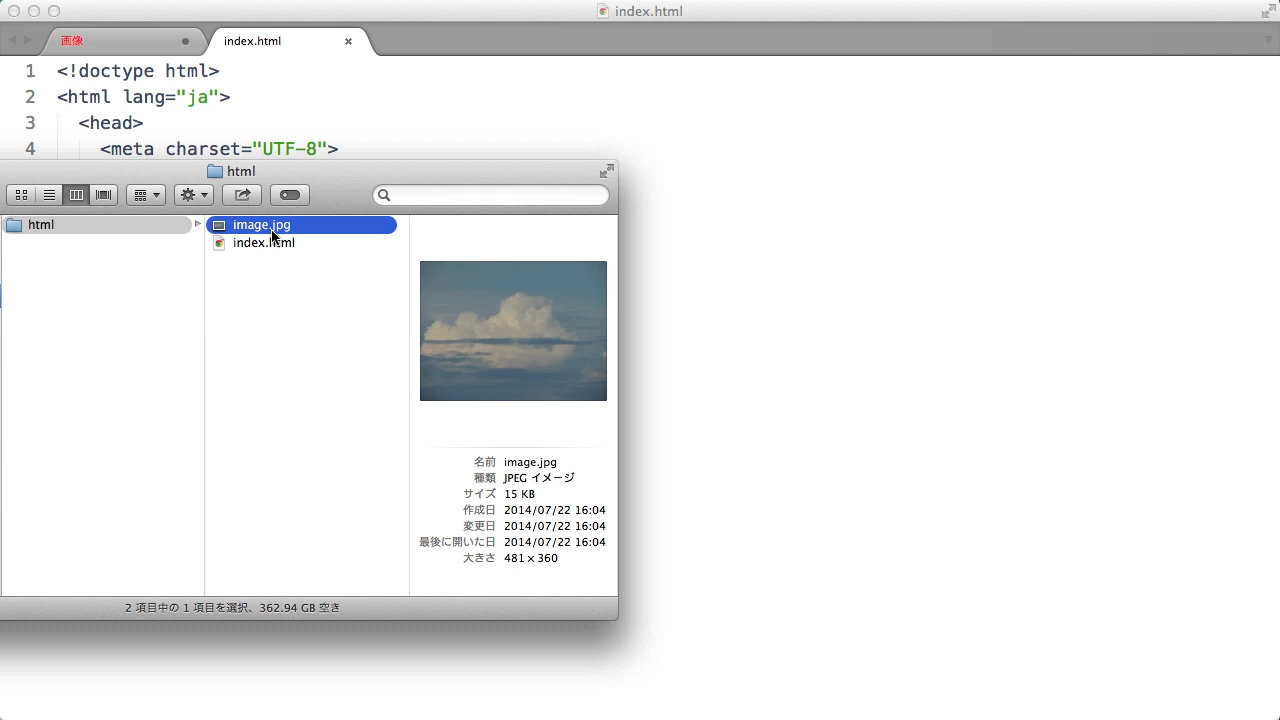 index.html
画像
index.html
1 <!doctype html>
2 <html lang="ja">
3 <head>
4 <meta charset="UTF-8">
html
html
image.jpg
index.html
名前 image.jpg
種類 JPEG イメージ
サイズ 15 KB
作成日 2014/07/22 16:04
変更日 2014/07/22 16:04
最後に開いた日 2014/07/22 16:04
大きさ 481×360
2 項目中の 1 項目を選択、362.94 GB 空き